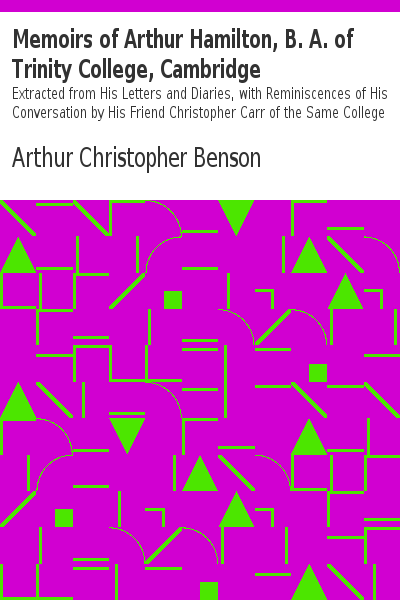 Memoirs of Arthur Hamilton, B. A. of
Trinity College, Cambridge
Extracted from His Letters and Diaries, with Reminiscences of His
Conversation by His Friend Christopher Carr of the Same College
Arthur Christopher Benson